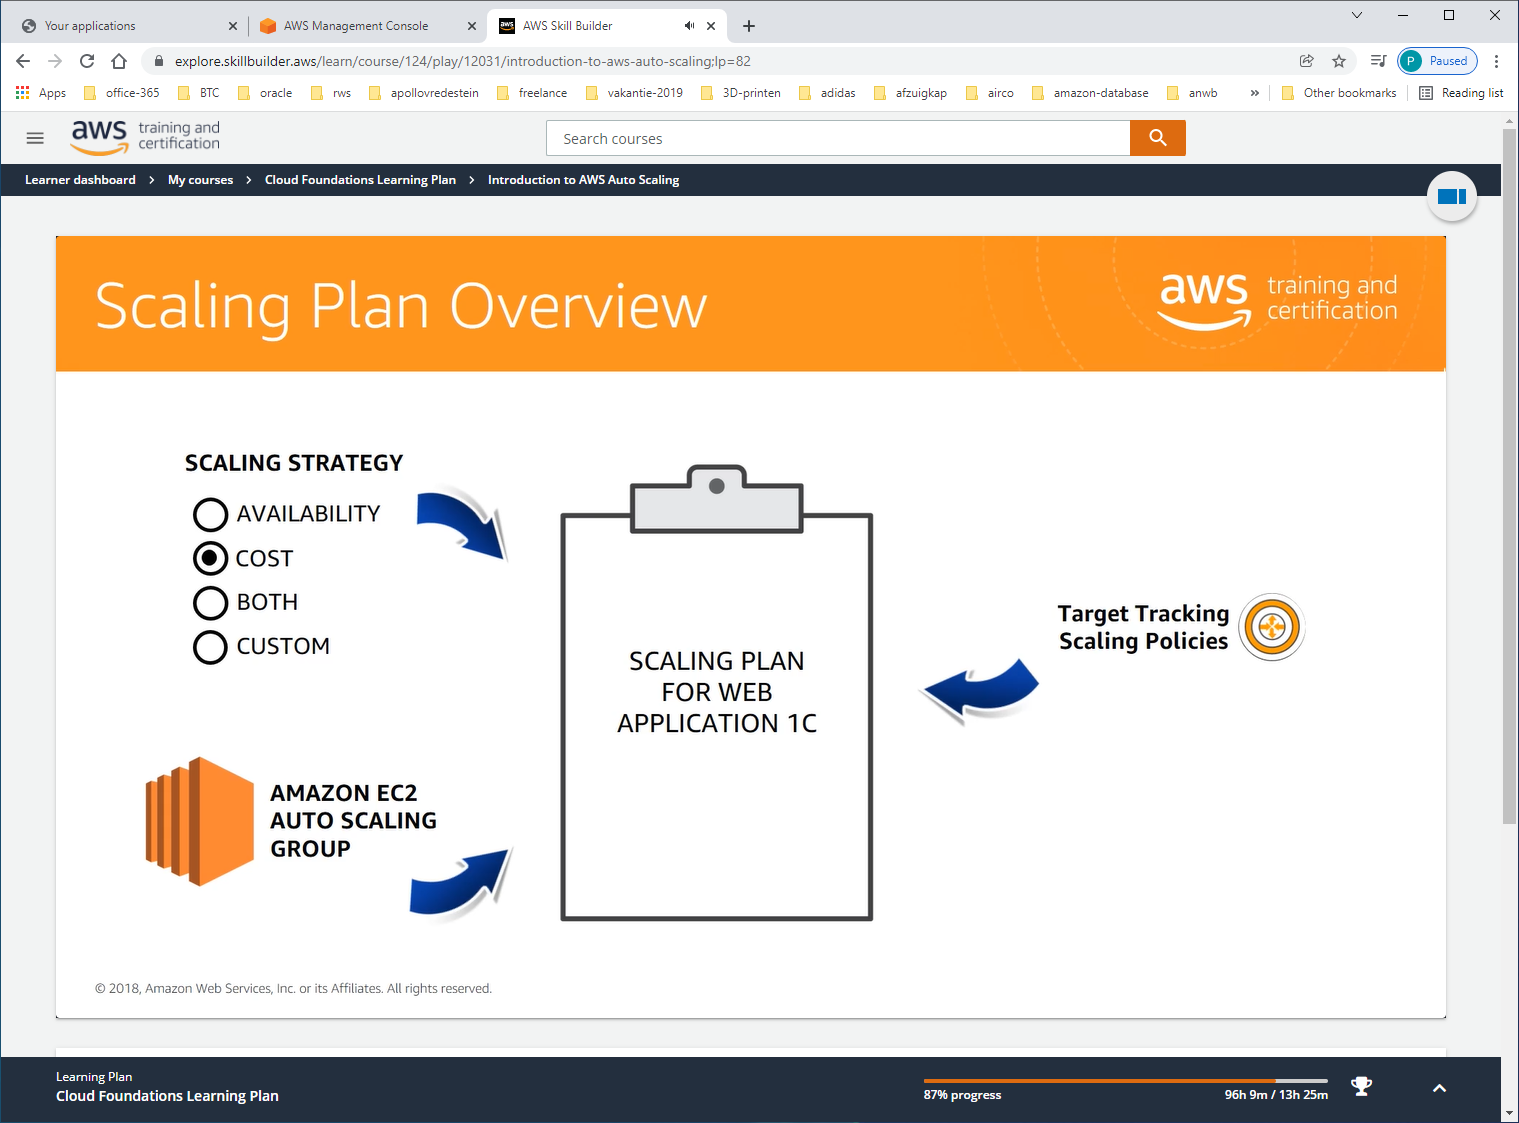 Your applications
AWS Management Console
AWS Skill Builder
explore.skillbuilder.aws/learn/course/124/play/12031/introduction-to-aws-auto-scaling;lp=82
P Paused
Apps office-365 BTC oracle rws apollovredestein freelance vakantie-2019 3D-printen adidas afzuigkap airco amazon-database anwb » Other bookmarks Reading list
aws training and
certification
Search courses
Learner dashboard > My courses > Cloud Foundations Learning Plan > Introduction to AWS Auto Scaling
Scaling Plan Overview
aws training and
certification
SCALING STRATEGY
AVAILABILITY
COST
BOTH
CUSTOM
AMAZON EC2
AUTO SCALING
GROUP
SCALING PLAN
FOR WEB
APPLICATION 1C
Target Tracking
Scaling Policies
© 2018, Amazon Web Services, Inc. or its Affiliates. All rights reserved.
Learning Plan
Cloud Foundations Learning Plan
87% progress
96h 9m / 13h 25m